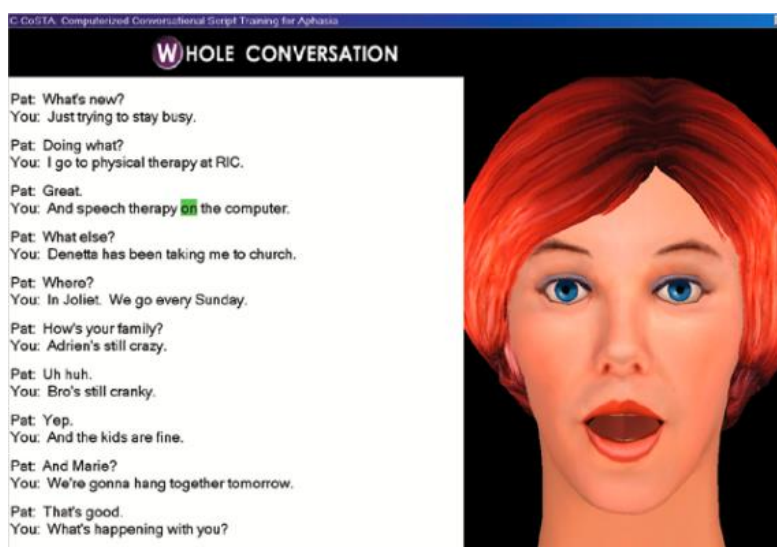 C-CoSTA: Computerized Conversational Script Training for Aphasia
WHOLE CONVERSATION
Pat: What's new?
You: Just trying to stay busy.
Pat: Doing what?
You: I go to physical therapy at RIC.
Pat: Great.
You: And speech therapy on the computer.
Pat: What else?
You: Denetta has been taking me to church.
Pat: Where?
You: In Joliet. We go every Sunday.
Pat: How's your family?
You: Adrien's still crazy.
Pat: Uh huh.
You: Bro's still cranky.
Pat: Yep.
You: And the kids are fine.
Pat: And Marie?
You: We're gonna hang together tomorrow.
Pat: That's good.
You: What's happening with you?